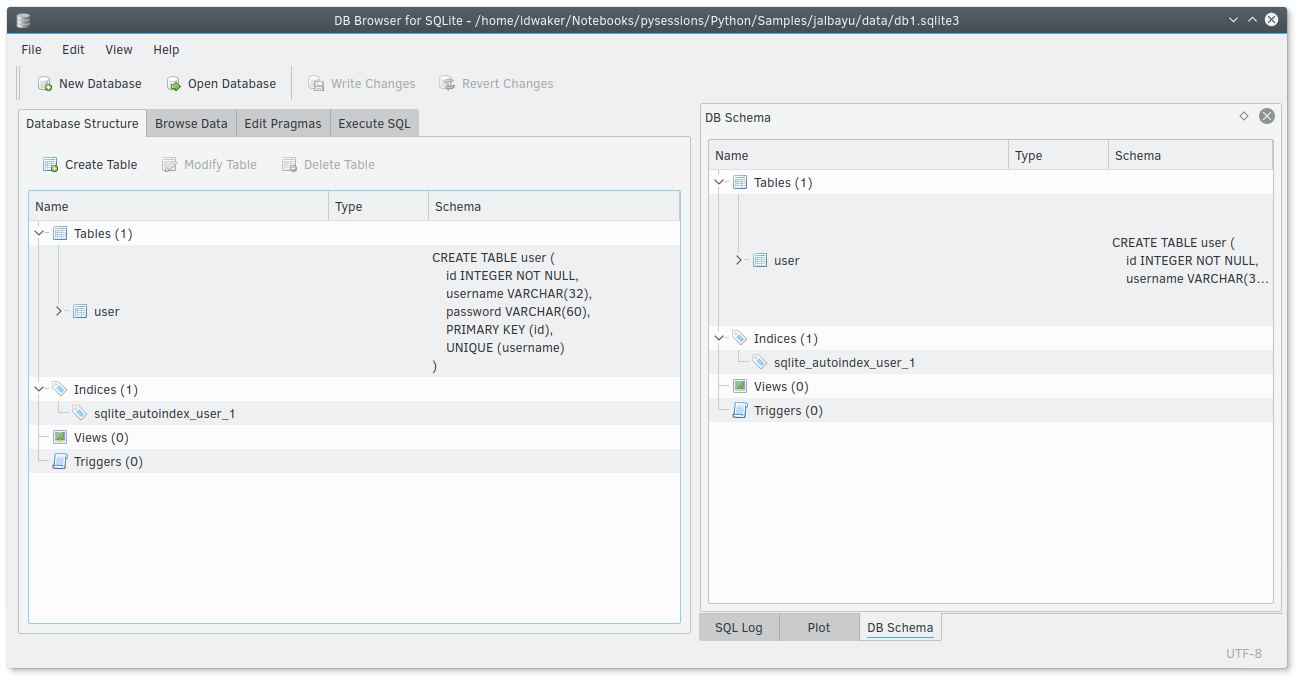 DB Browser for SQLite - /home/idwaker/Notebooks/pysessions/Python/Samples/jalbayu/data/db1.sqlite3
File Edit View Help
New Database Open Database Write Changes Revert Changes
Database Structure Browse Data Edit Pragmas Execute SQL
Create Table Modify Table Delete Table
Name Type Schema
Tables (1)
user
CREATE TABLE user (
id INTEGER NOT NULL,
username VARCHAR(32),
password VARCHAR(60),
PRIMARY KEY (id),
UNIQUE (username)
)
Indices (1)
sqlite_autoindex_user_1
Views (0)
Triggers (0)
DB Schema
Name Type Schema
Tables (1)
user
CREATE TABLE user (
id INTEGER NOT NULL,
username VARCHAR(3...
Indices (1)
sqlite_autoindex_user_1
Views (0)
Triggers (0)
SQL Log Plot DB Schema
UTF-8